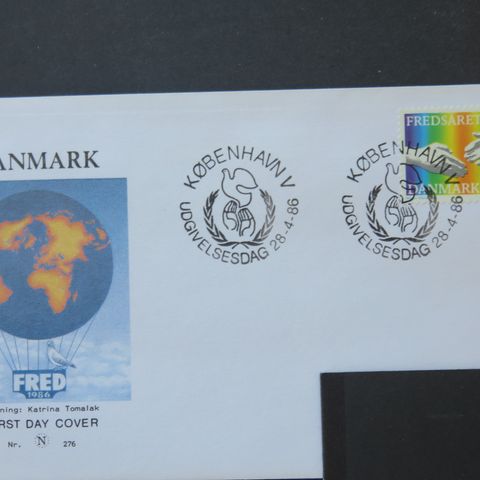 ANMARK
FRED
1986
ning: Katrina Tomalak
RST DAY COVER
Nr. N 276
KØBENHAVN V
UDGIVELSESDAG 28-4-86
KØBENHAVN V
UDGIVELSESDAG 28-4-86
FREDSÅRET
DANMARK